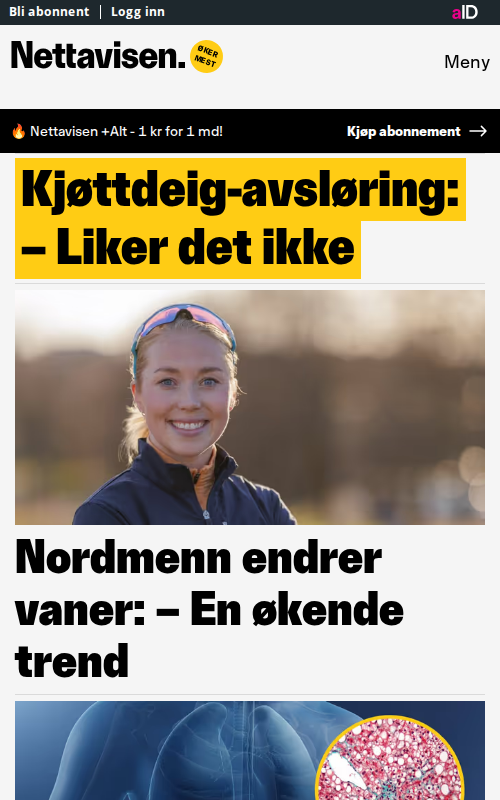 Bli abonnent | Logg inn
aID
Nettavisen.
ØKER
MEST
Meny
🔥 Nettavisen +Alt - 1 kr for 1 md!
Kjøp abonnement →
Kjøttdeig-avsløring:
– Liker det ikke
Nordmenn endrer
vaner: – En økende
trend